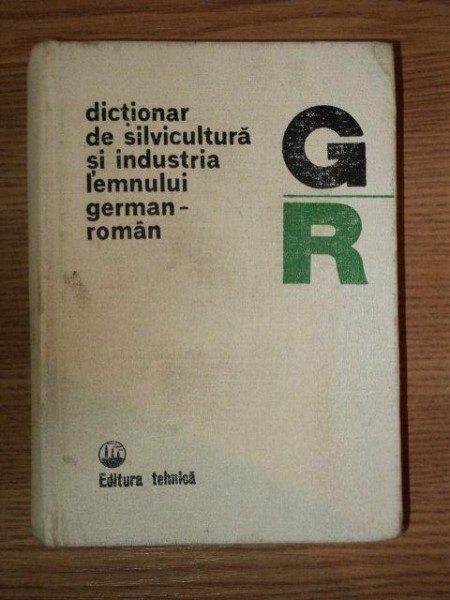 dicționar
de silvicultură
și industria
lemnului
german-
român
G
R
Editura tehnică